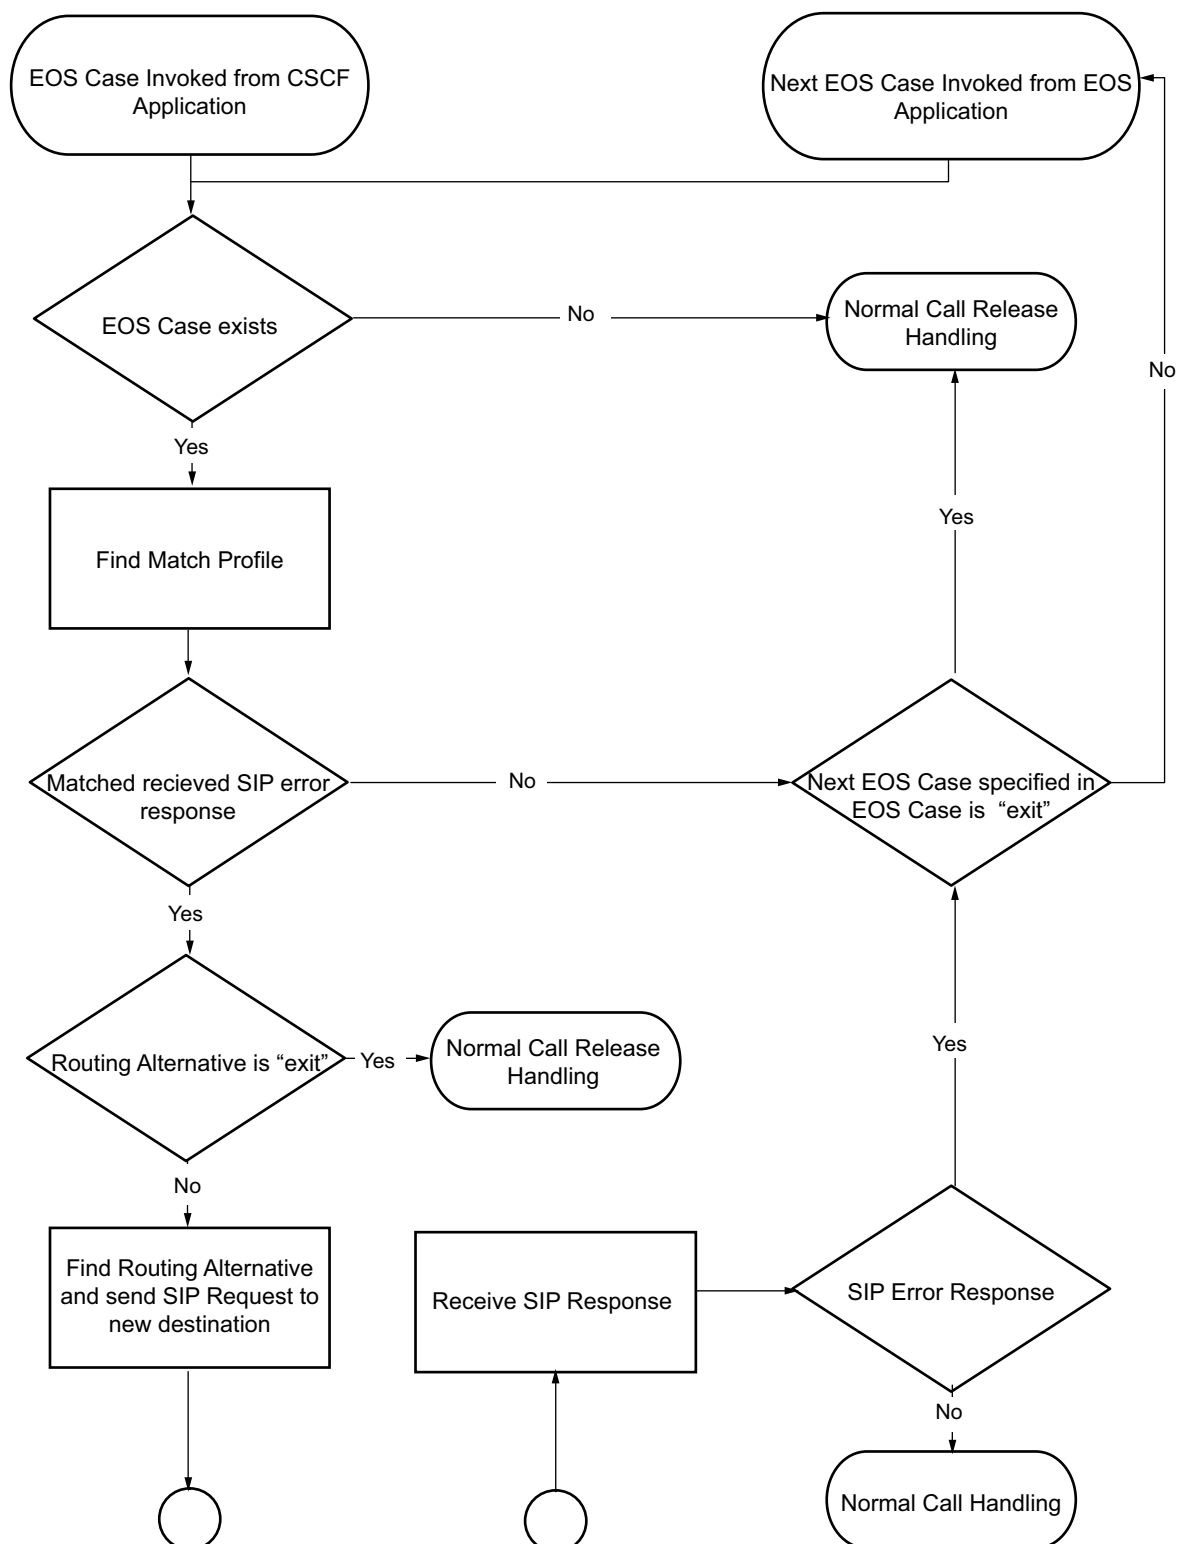 EOS Case Invoked from CSCF
Application
Next EOS Case Invoked from EOS
Application
EOS Case exists
No
Normal Call Release
Handling
No
Yes
Find Match Profile
Yes
Matched recieved SIP error
response
No
Next EOS Case specified in
EOS Case is “exit”
Yes
Routing Alternative is “exit”
Yes
Normal Call Release
Handling
Yes
No
Find Routing Alternative
and send SIP Request to
new destination
Receive SIP Response
SIP Error Response
No
Normal Call Handling